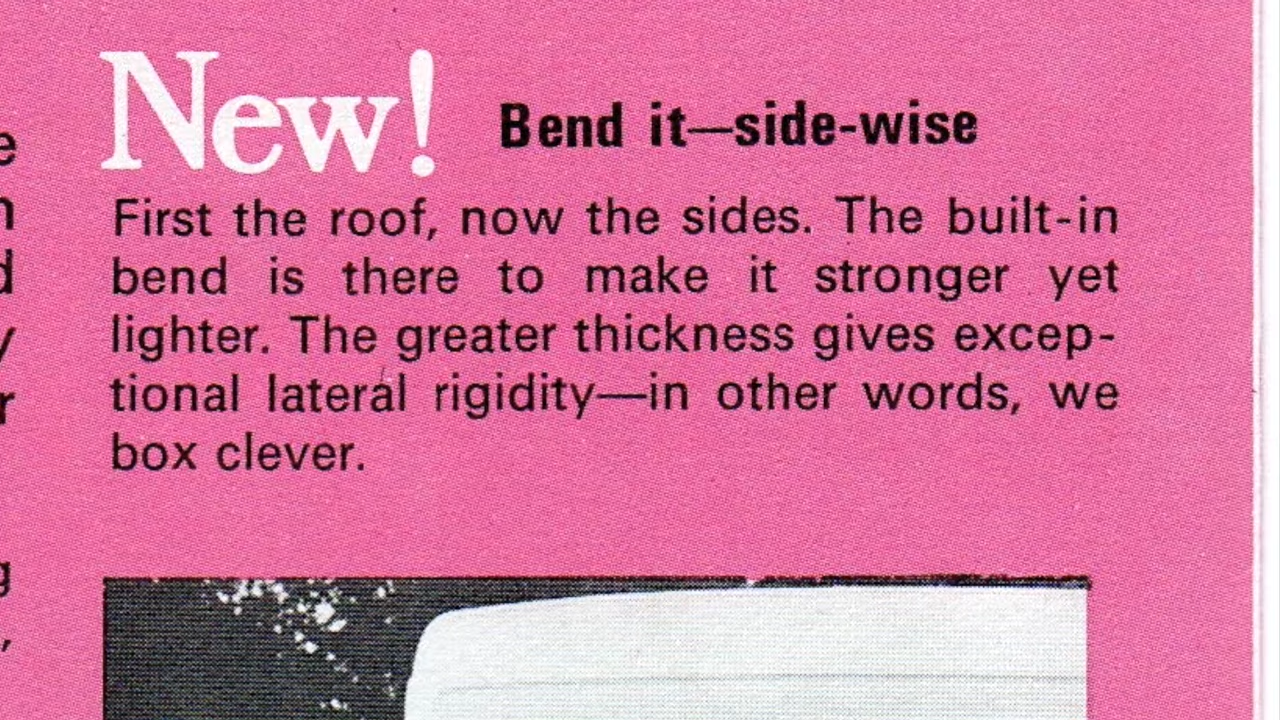 New! Bend it—side-wise
First the roof, now the sides. The built-in
bend is there to make it stronger yet
lighter. The greater thickness gives excep-
tional lateral rigidity—in other words, we
box clever.